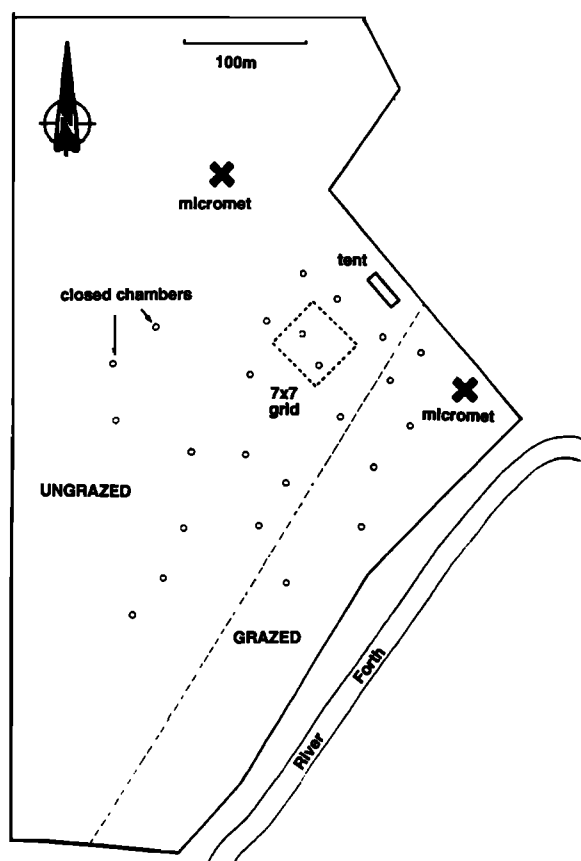 100m
N
micromet
tent
closed chambers
7x7
grid
micromet
UNGRAZED
GRAZED
River Forth